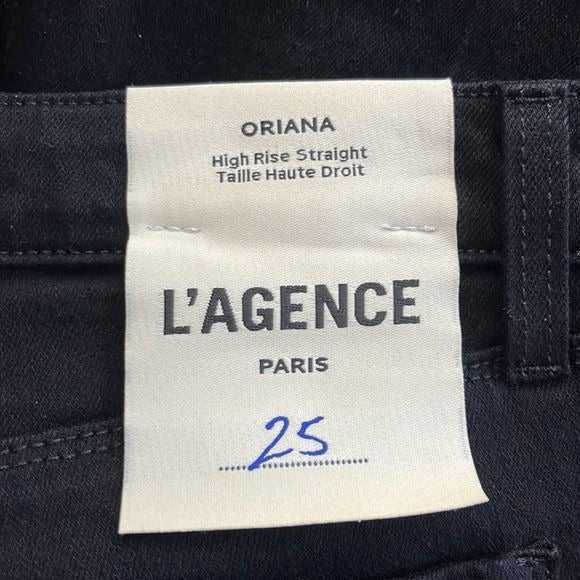 ORIANA
High Rise Straight
Taille Haute Droit
L'AGENCE
PARIS
25